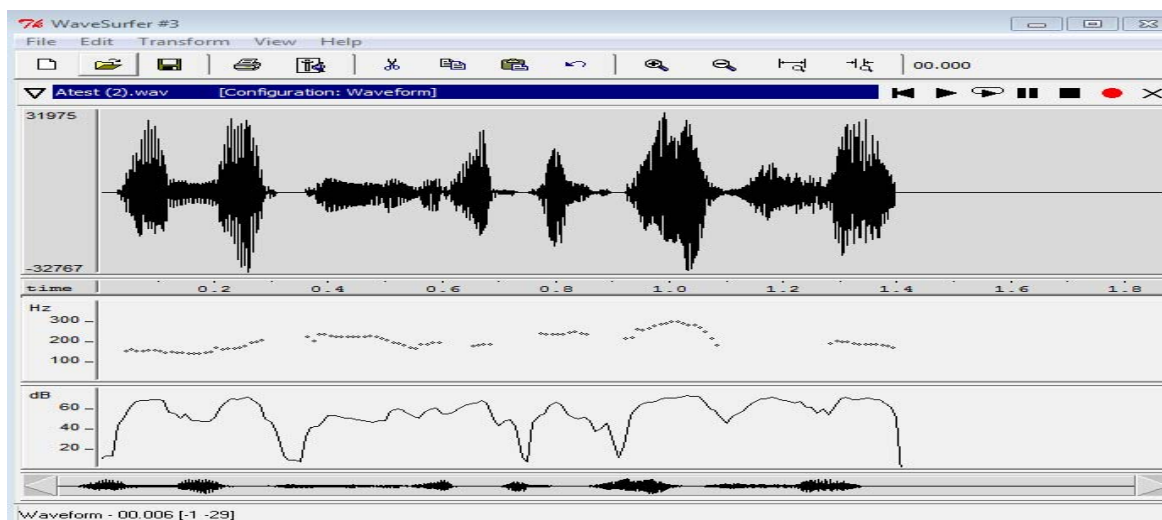 WaveSurfer #3
File Edit Transform View Help
00.000
Atest (2).wav [Configuration: Waveform]
31975
-32767
time 0.2 0.4 0.6 0.8 1.0 1.2 1.4 1.6 1.8
Hz
300
200
100
dB
60
40
20
Waveform - 00.006 [-1 -29]